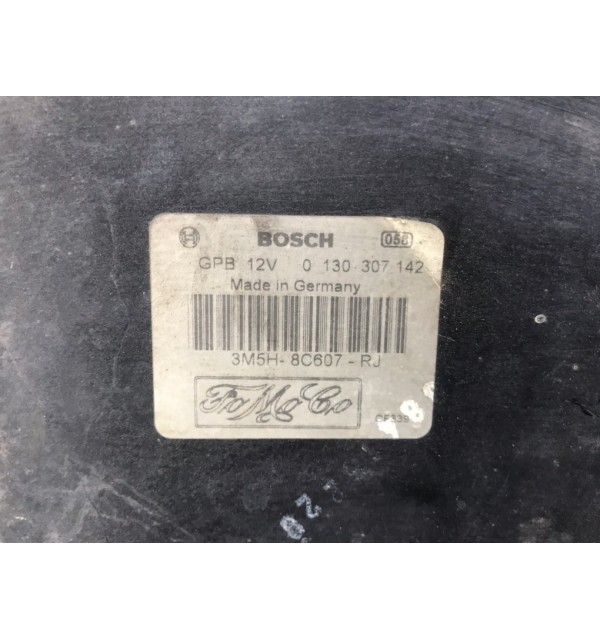 BOSCH 058
GPB 12V 0 130 307 142
Made in Germany
3M5H-8C607-RJ
FoMoCo